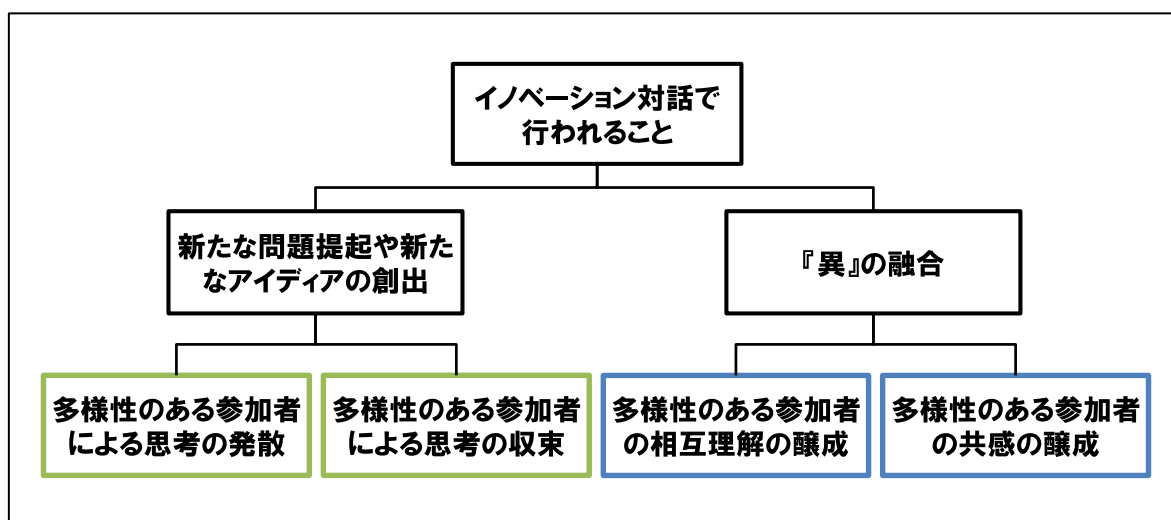 イノベーション対話で
行われること
新たな問題提起や新た
なアイディアの創出
『異』の融合
多様性のある参加者
による思考の発散
多様性のある参加者
による思考の収束
多様性のある参加者
の相互理解の醸成
多様性のある参加者
の共感の醸成